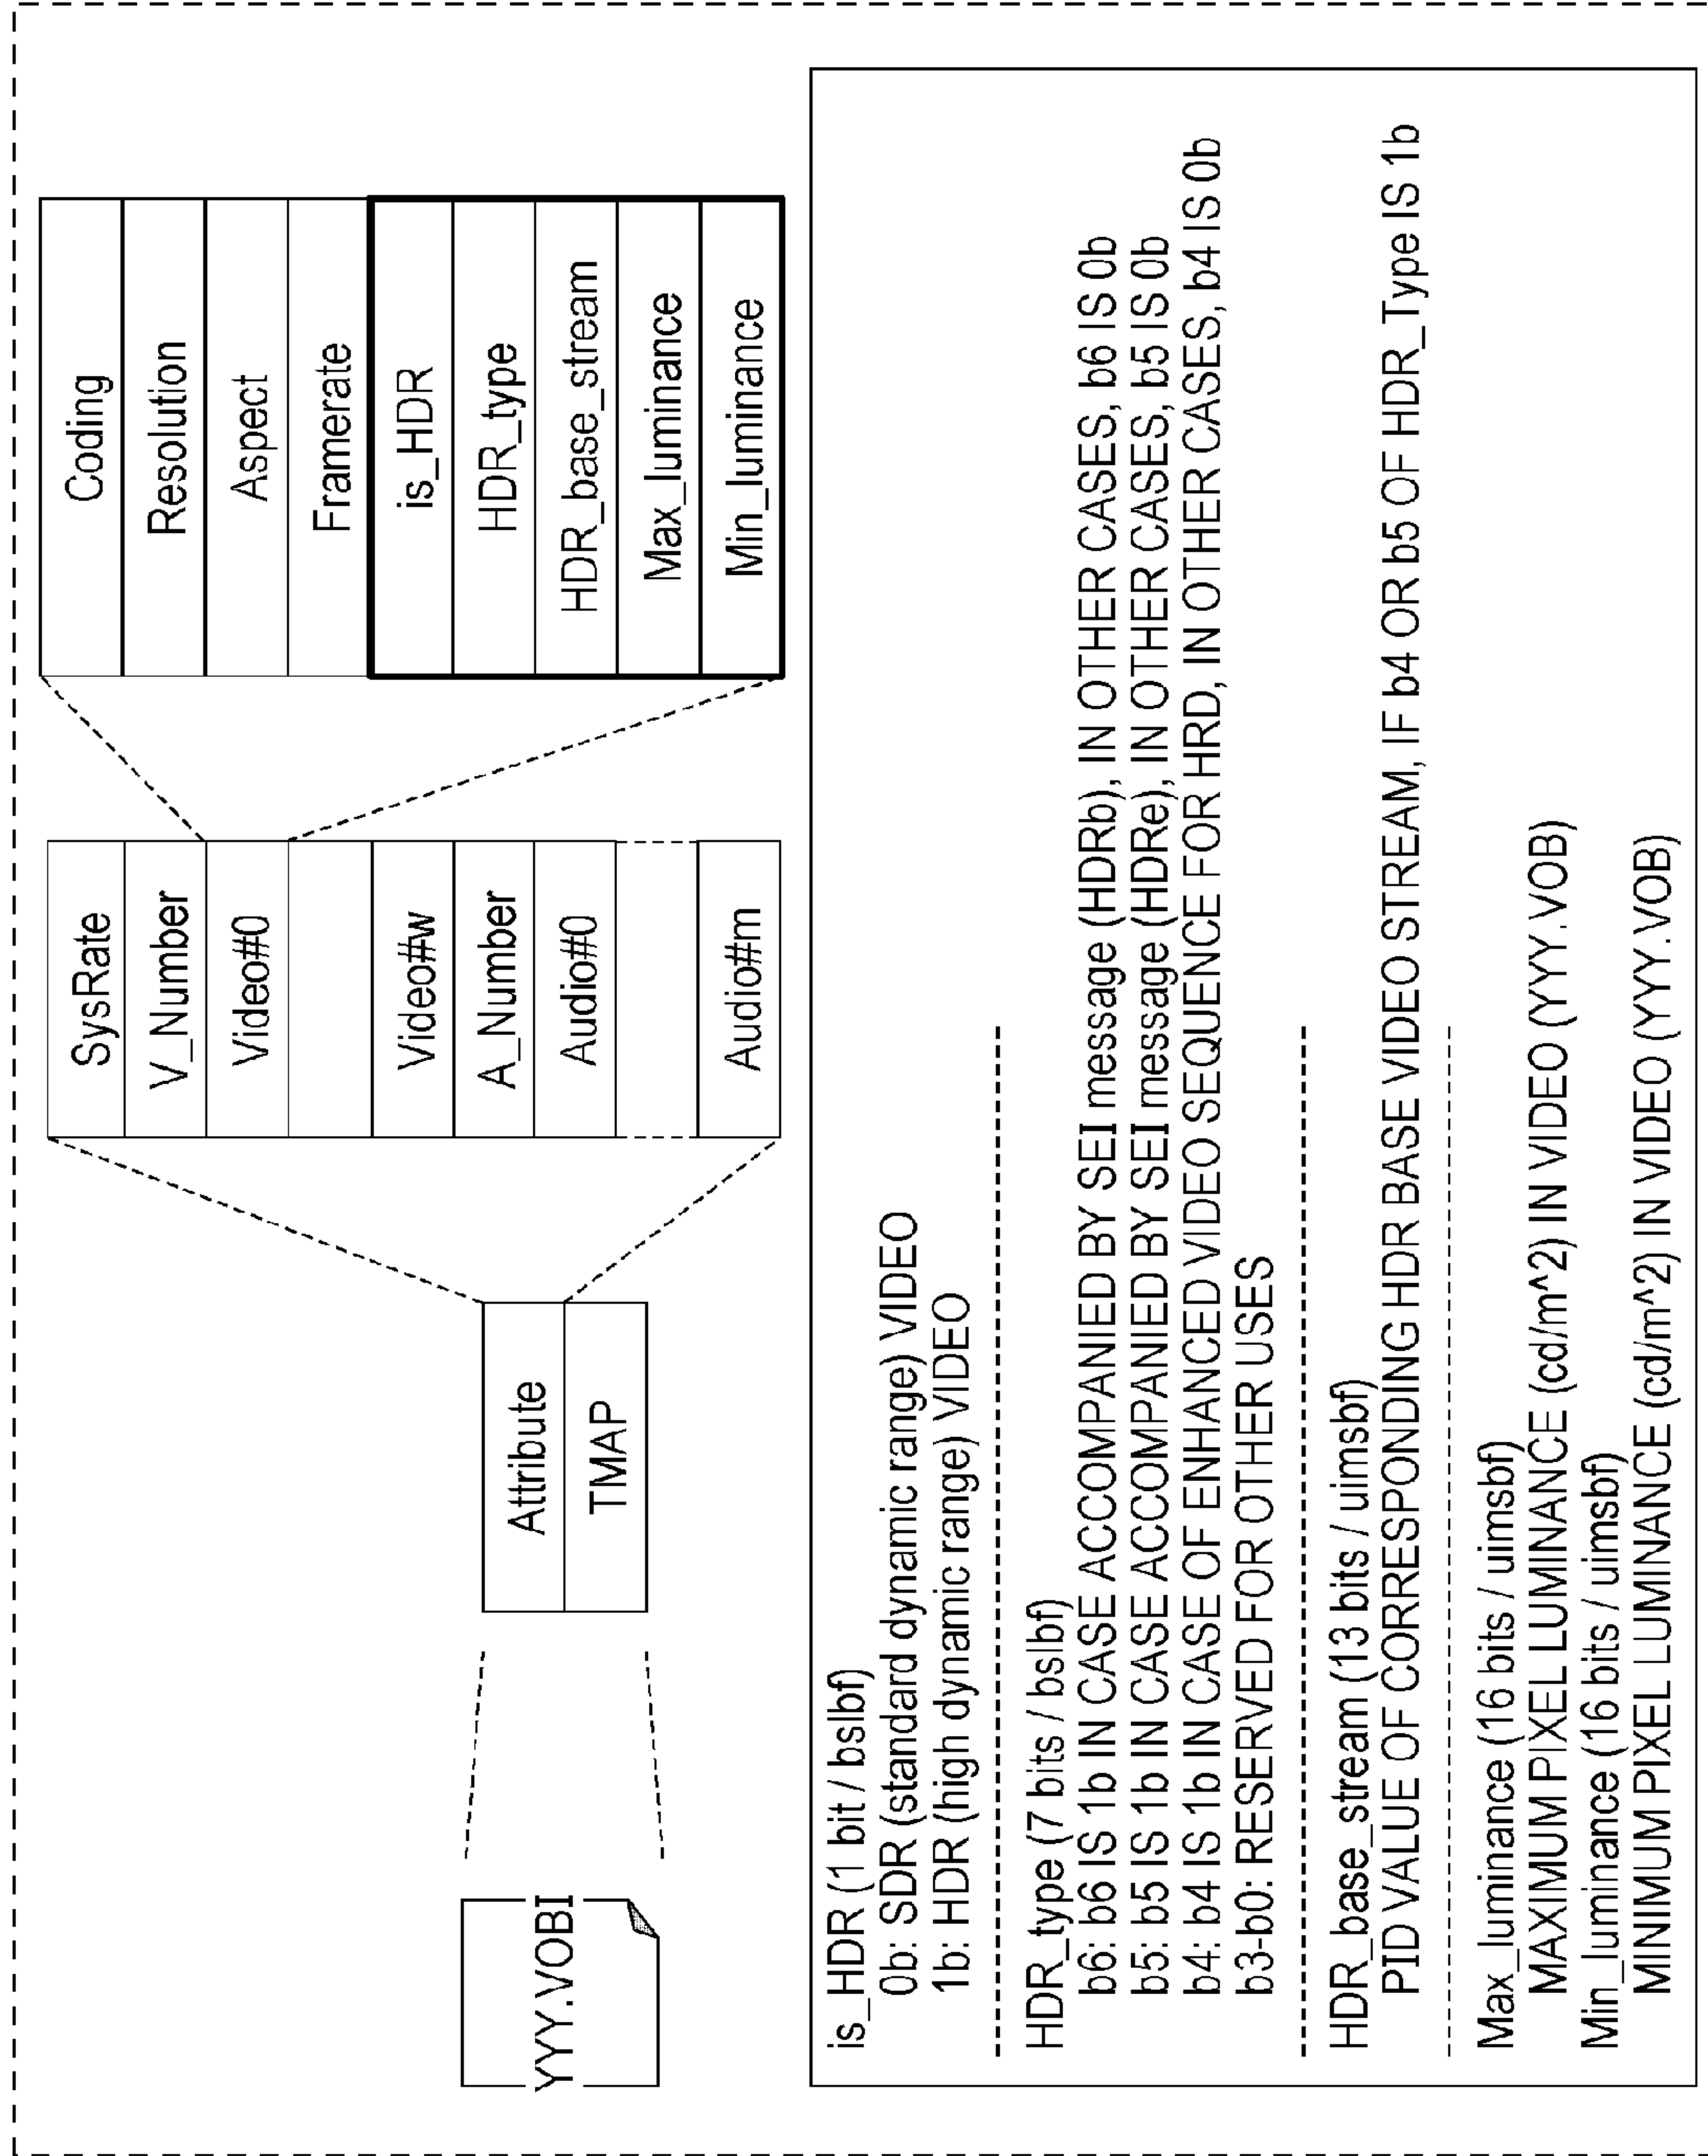 YYY.VOBI
Attribute
TMAP
SysRate
V_Number
Video#0
Video#w
A_Number
Audio#0
Audio#m
Coding
Resolution
Aspect
Framerate
is_HDR
HDR_type
HDR_base_stream
Max_luminance
Min_luminance
is_HDR (1 bit / bslbf)
0b: SDR (standard dynamic range) VIDEO
1b: HDR (high dynamic range) VIDEO
HDR_type (7 bits / bslbf)
b6: b6 IS 1b IN CASE ACCOMPANIED BY SEI message (HDRb), IN OTHER CASES, b6 IS 0b
b5: b5 IS 1b IN CASE ACCOMPANIED BY SEI message (HDRe), IN OTHER CASES, b5 IS 0b
b4: b4 IS 1b IN CASE OF ENHANCED VIDEO SEQUENCE FOR HRD, IN OTHER CASES, b4 IS 0b
b3-b0: RESERVED FOR OTHER USES
HDR_base_stream (13 bits / uimsbf)
PID VALUE OF CORRESPONDING HDR BASE VIDEO STREAM, IF b4 OR b5 OF HDR_Type IS 1b
Max_luminance (16 bits / uimsbf)
MAXIMUM PIXEL LUMINANCE (cd/m^2) IN VIDEO (YYY.VOB)
Min_luminance (16 bits / uimsbf)
MINIMUM PIXEL LUMINANCE (cd/m^2) IN VIDEO (YYY.VOB)